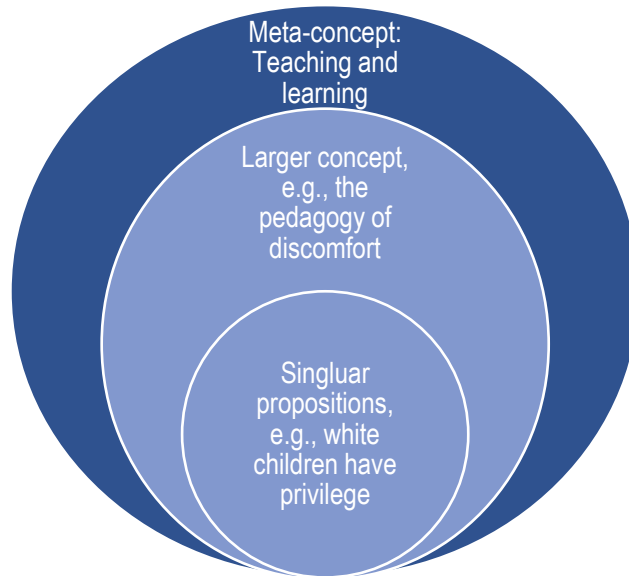 Meta-concept:
Teaching and
learning
Larger concept,
e.g., the
pedagogy of
discomfort
Singluar
propositions,
e.g., white
children have
privilege